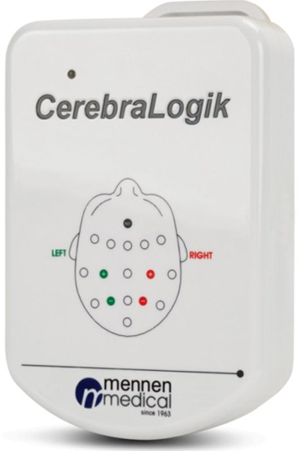 CerebraLogik
LEFT
RIGHT
mennen
medical
since 1963